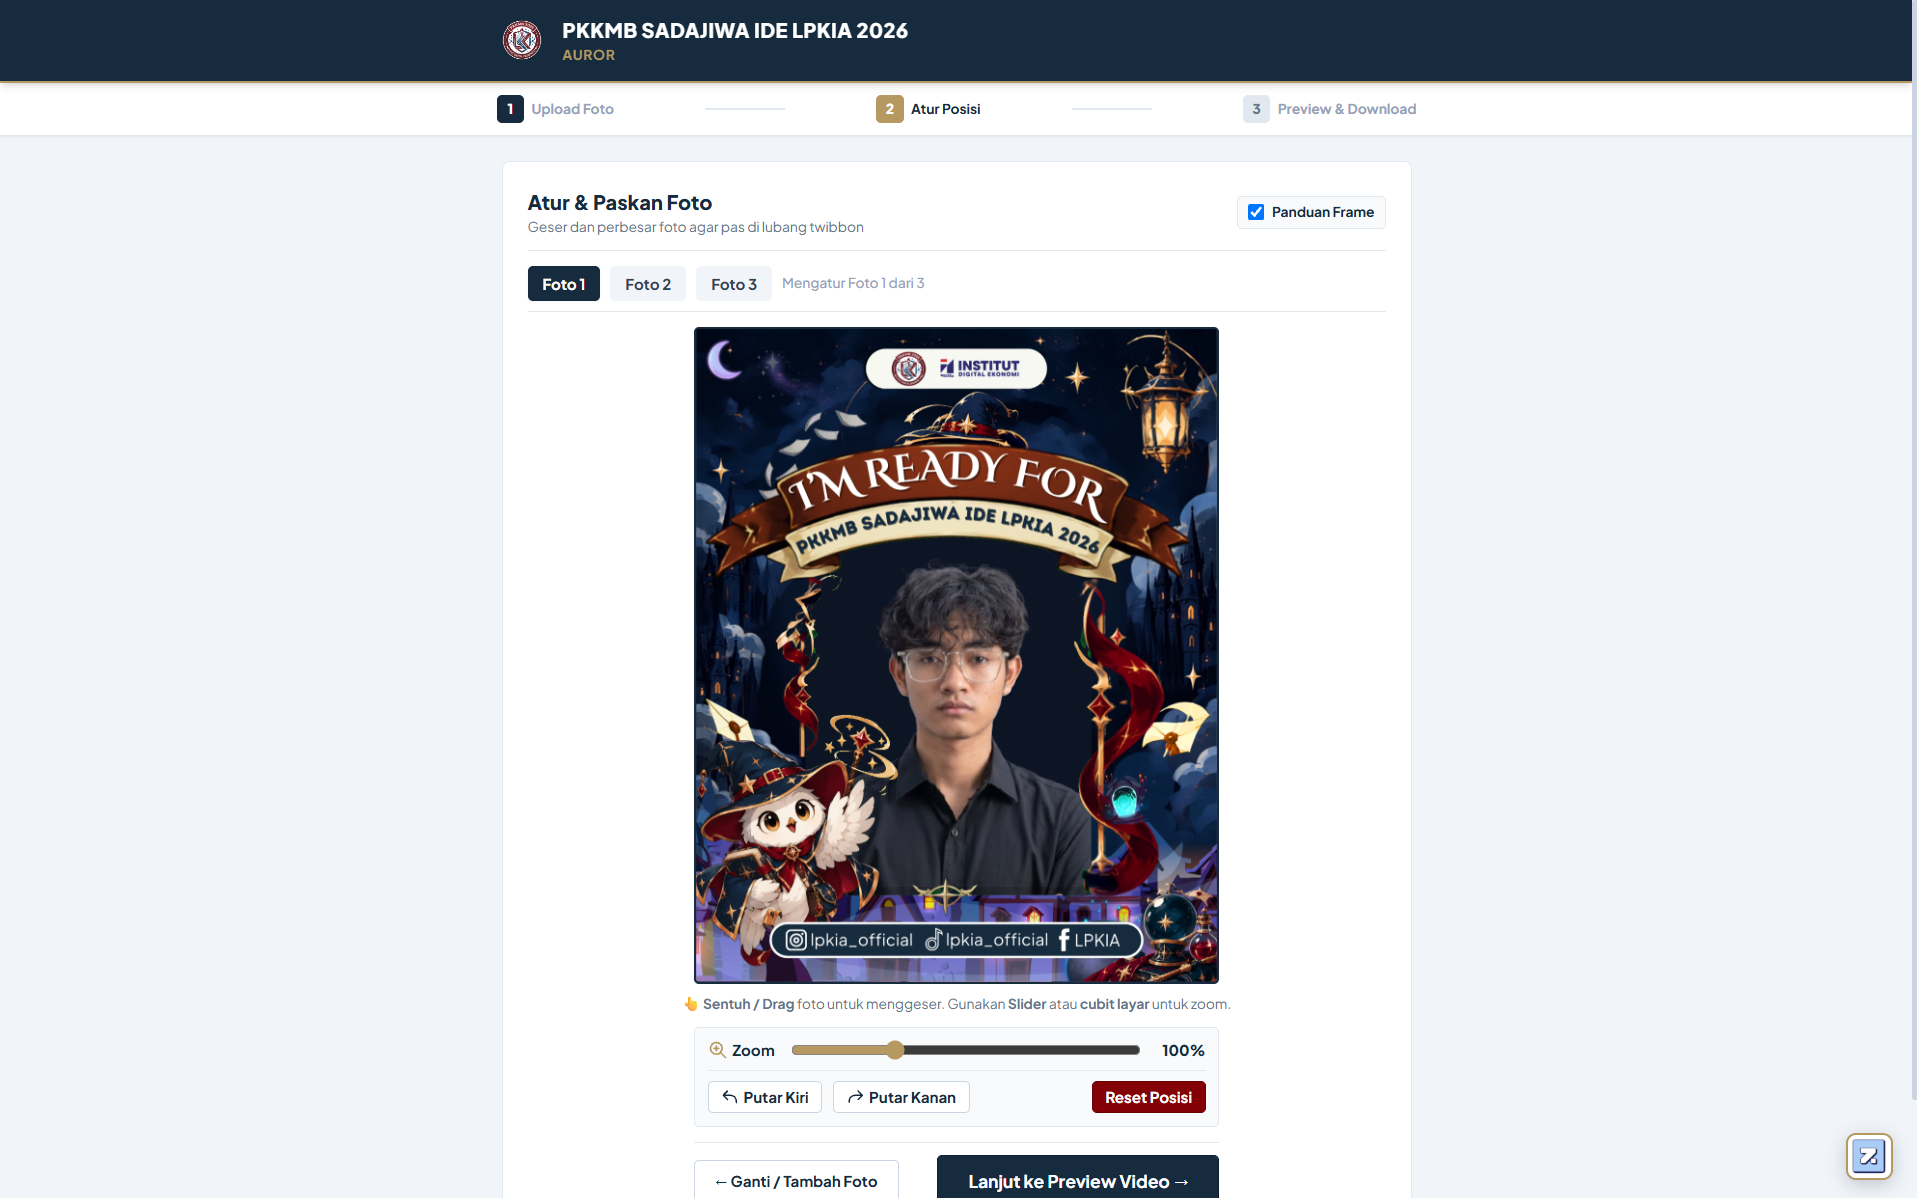 PKKMB SADAJIWA IDE LPKIA 2026
AUROR
1 Upload Foto
2 Atur Posisi
3 Preview & Download
Atur & Paskan Foto
Geser dan perbesar foto agar pas di lubang twibbon
Panduan Frame
Foto 1
Foto 2
Foto 3
Mengatur Foto 1 dari 3
INSTITUT
DIGITAL EKONOMI
I'M READY FOR
PKKMB SADAJIWA IDE LPKIA 2026
lpkia_official lpkia_official LPKIA
👆 Sentuh / Drag foto untuk menggeser. Gunakan Slider atau cubit layar untuk zoom.
Zoom 100%
Putar Kiri
Putar Kanan
Reset Posisi
← Ganti / Tambah Foto
Lanjut ke Preview Video →